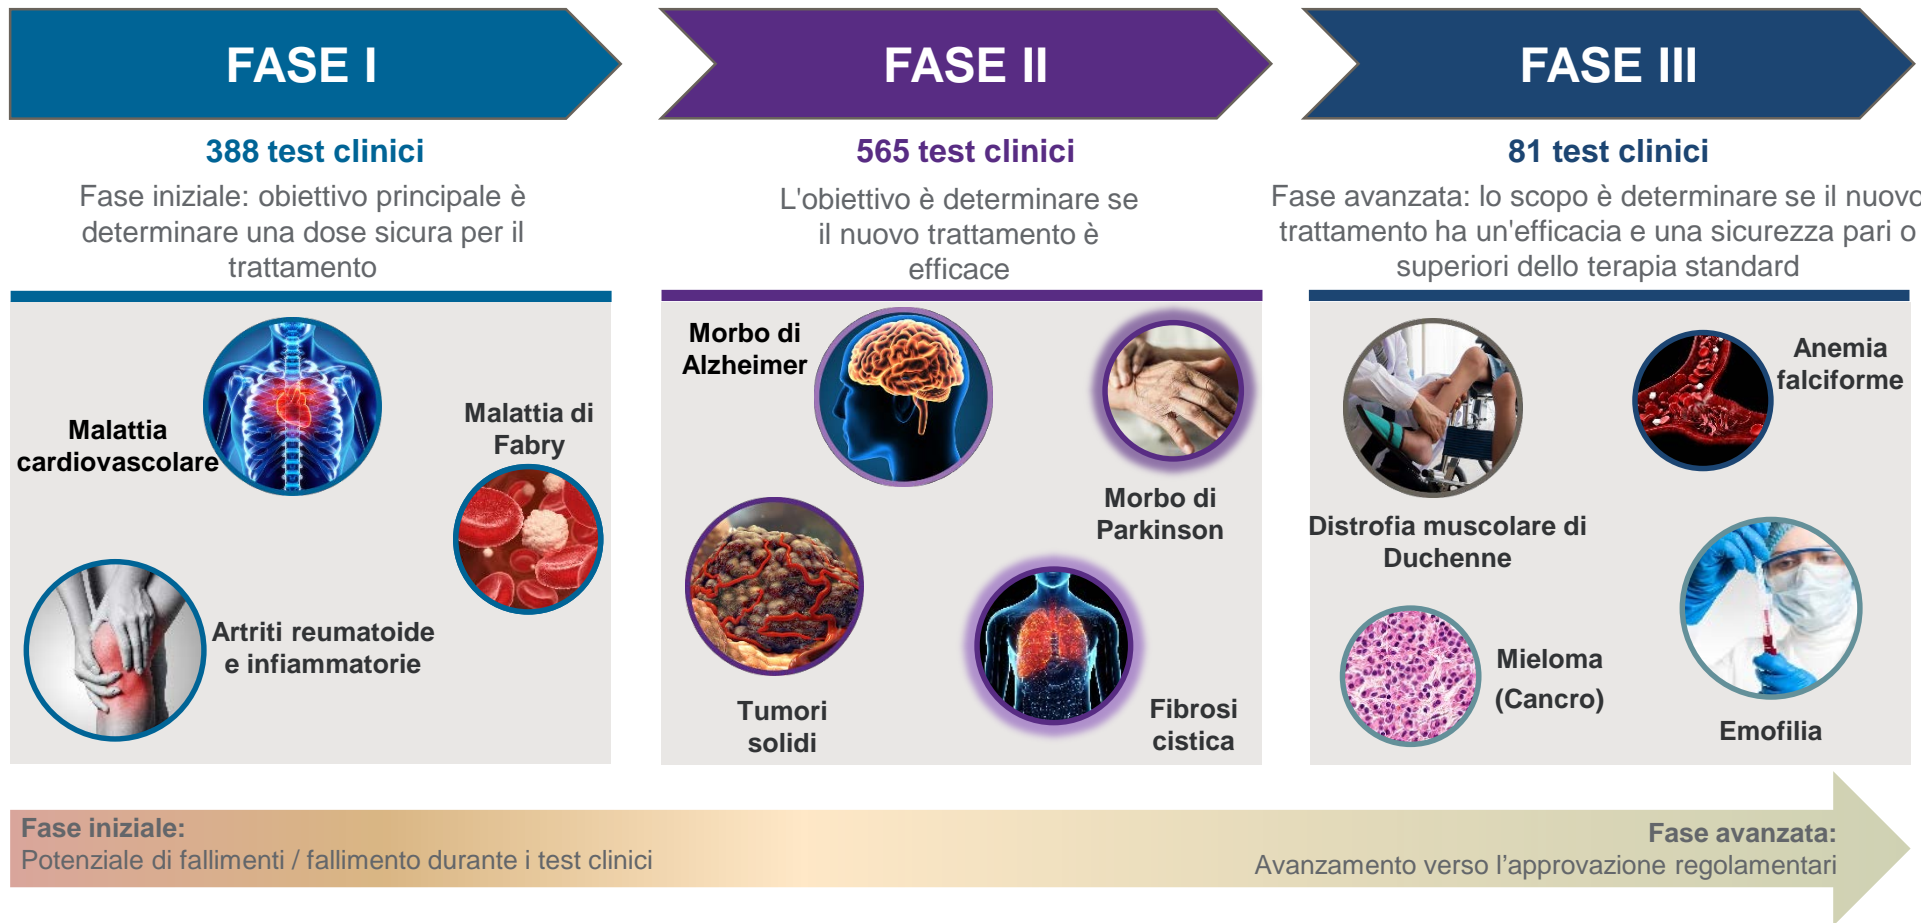 FASE I
388 test clinici
Fase iniziale: obiettivo principale è
determinare una dose sicura per il
trattamento
Malattia
cardiovascolare
Malattia di
Fabry
Artriti reumatoide
e infiammatorie
FASE II
565 test clinici
L'obiettivo è determinare se
il nuovo trattamento è
efficace
Morbo di
Alzheimer
Morbo di
Parkinson
Tumori
solidi
Fibrosi
cistica
FASE III
81 test clinici
Fase avanzata: lo scopo è determinare se il nuovo
trattamento ha un'efficacia e una sicurezza pari o
superiori dello terapia standard
Anemia
falciforme
Distrofia muscolare di
Duchenne
Mieloma
(Cancro)
Emofilia
Fase iniziale:
Potenziale di fallimenti / fallimento durante i test clinici
Fase avanzata:
Avanzamento verso l’approvazione regolamentari